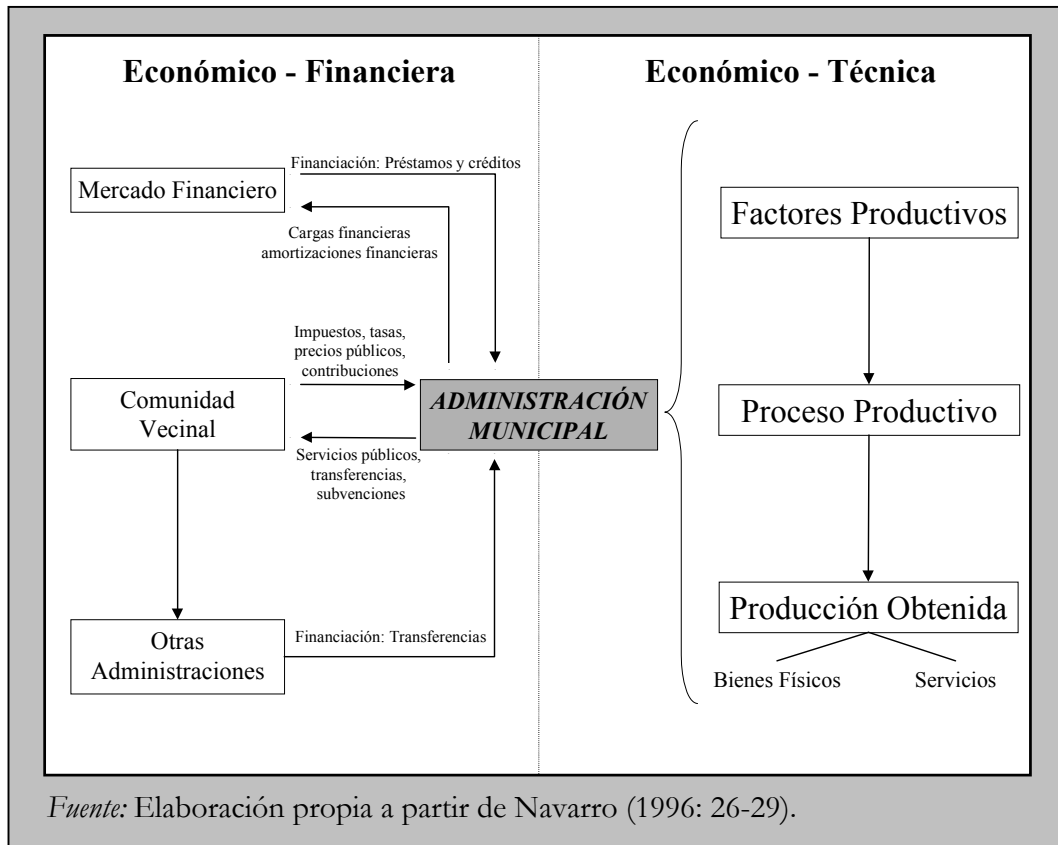 Económico - Financiera
Económico - Técnica
Financiación: Préstamos y créditos
Mercado Financiero
Cargas financieras
amortizaciones financieras
Impuestos, tasas,
precios públicos,
contribuciones
Comunidad
Vecinal
Servicios públicos,
transferencias,
subvenciones
ADMINISTRACIÓN
MUNICIPAL
Otras
Administraciones
Financiación: Transferencias
Factores Productivos
Proceso Productivo
Producción Obtenida
Bienes Físicos
Servicios
Fuente: Elaboración propia a partir de Navarro (1996: 26-29).